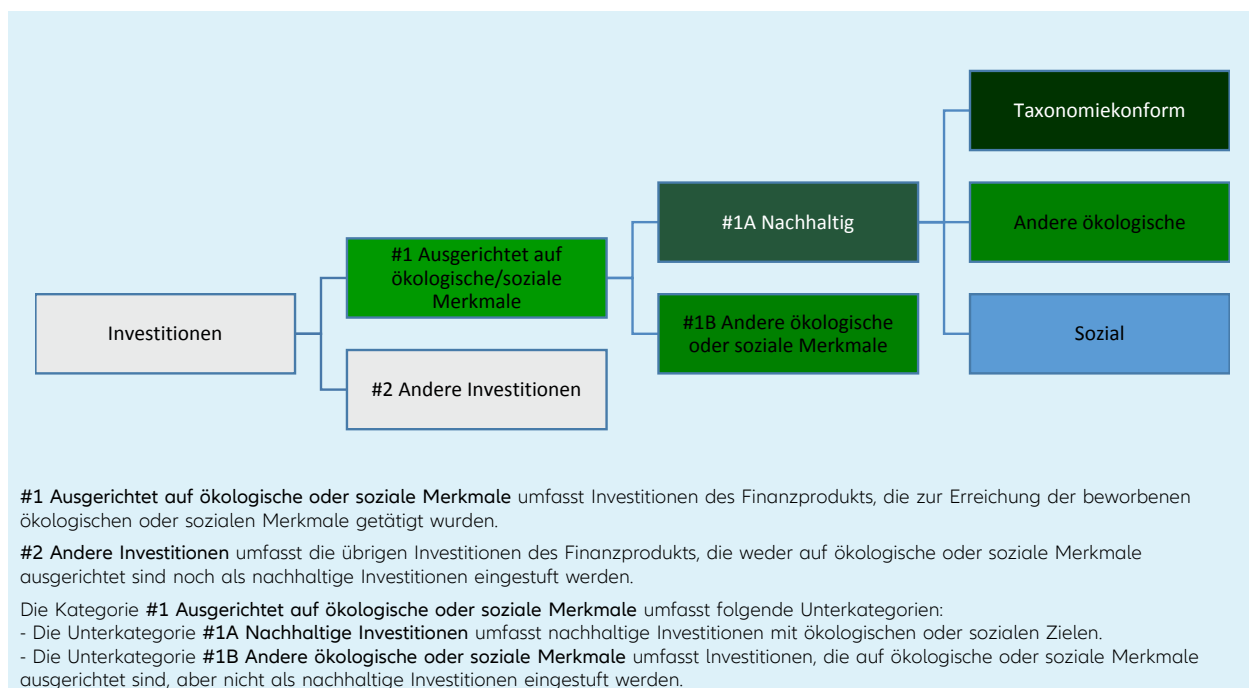 Taxonomiekonform
#1A Nachhaltig
Andere ökologische
#1 Ausgerichtet auf
ökologische/soziale
Merkmale
Investitionen
#1B Andere ökologische
oder soziale Merkmale
Sozial
#2 Andere Investitionen
#1 Ausgerichtet auf ökologische oder soziale Merkmale umfasst Investitionen des Finanzprodukts, die zur Erreichung der beworbenen
ökologischen oder sozialen Merkmale getätigt wurden.
#2 Andere Investitionen umfasst die übrigen Investitionen des Finanzprodukts, die weder auf ökologische oder soziale Merkmale
ausgerichtet sind noch als nachhaltige Investitionen eingestuft werden.
Die Kategorie #1 Ausgerichtet auf ökologische oder soziale Merkmale umfasst folgende Unterkategorien:
- Die Unterkategorie #1A Nachhaltige Investitionen umfasst nachhaltige Investitionen mit ökologischen oder sozialen Zielen.
- Die Unterkategorie #1B Andere ökologische oder soziale Merkmale umfasst Investitionen, die auf ökologische oder soziale Merkmale
ausgerichtet sind, aber nicht als nachhaltige Investitionen eingestuft werden.